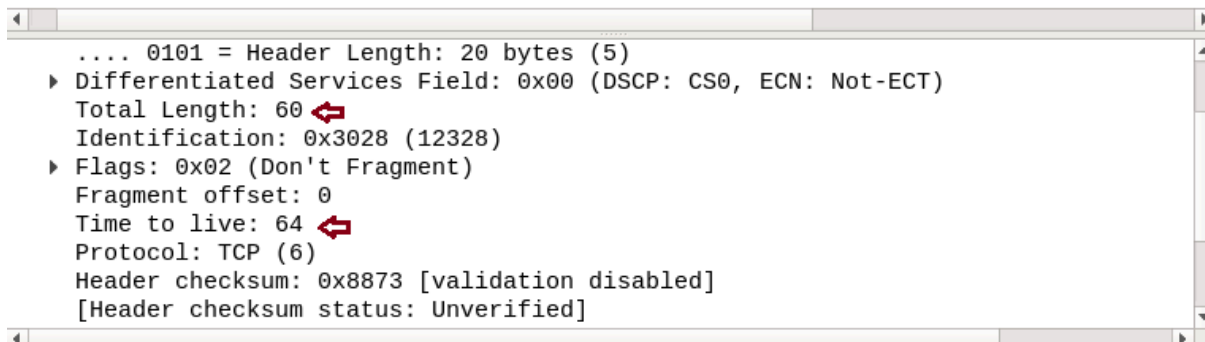 .... 0101 = Header Length: 20 bytes (5)
Differentiated Services Field: 0x00 (DSCP: CS0, ECN: Not-ECT)
Total Length: 60
Identification: 0x3028 (12328)
Flags: 0x02 (Don't Fragment)
Fragment offset: 0
Time to live: 64
Protocol: TCP (6)
Header checksum: 0x8873 [validation disabled]
[Header checksum status: Unverified]